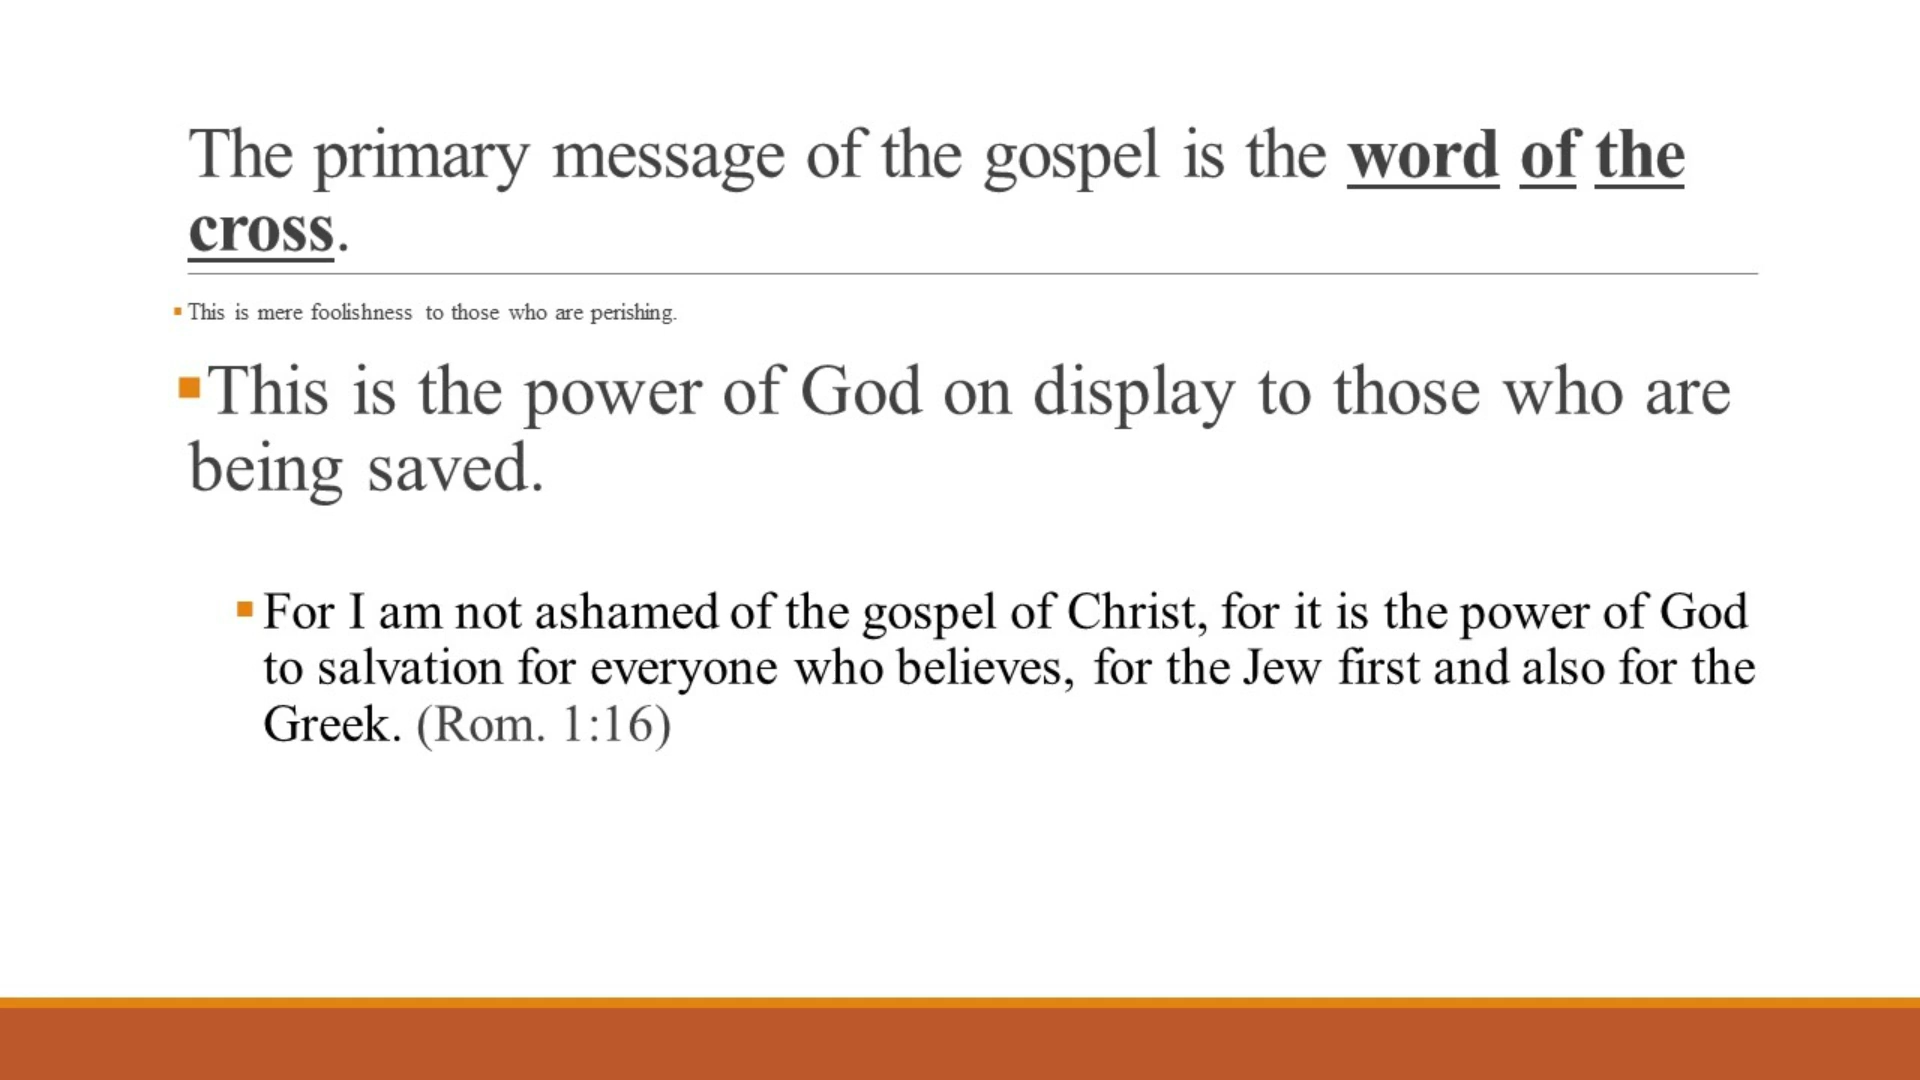 The primary message of the gospel is the word of the
cross.
▪This is mere foolishness to those who are perishing.
▪This is the power of God on display to those who are
being saved.
▪For I am not ashamed of the gospel of Christ, for it is the power of God
to salvation for everyone who believes, for the Jew first and also for the
Greek. (Rom. 1:16)